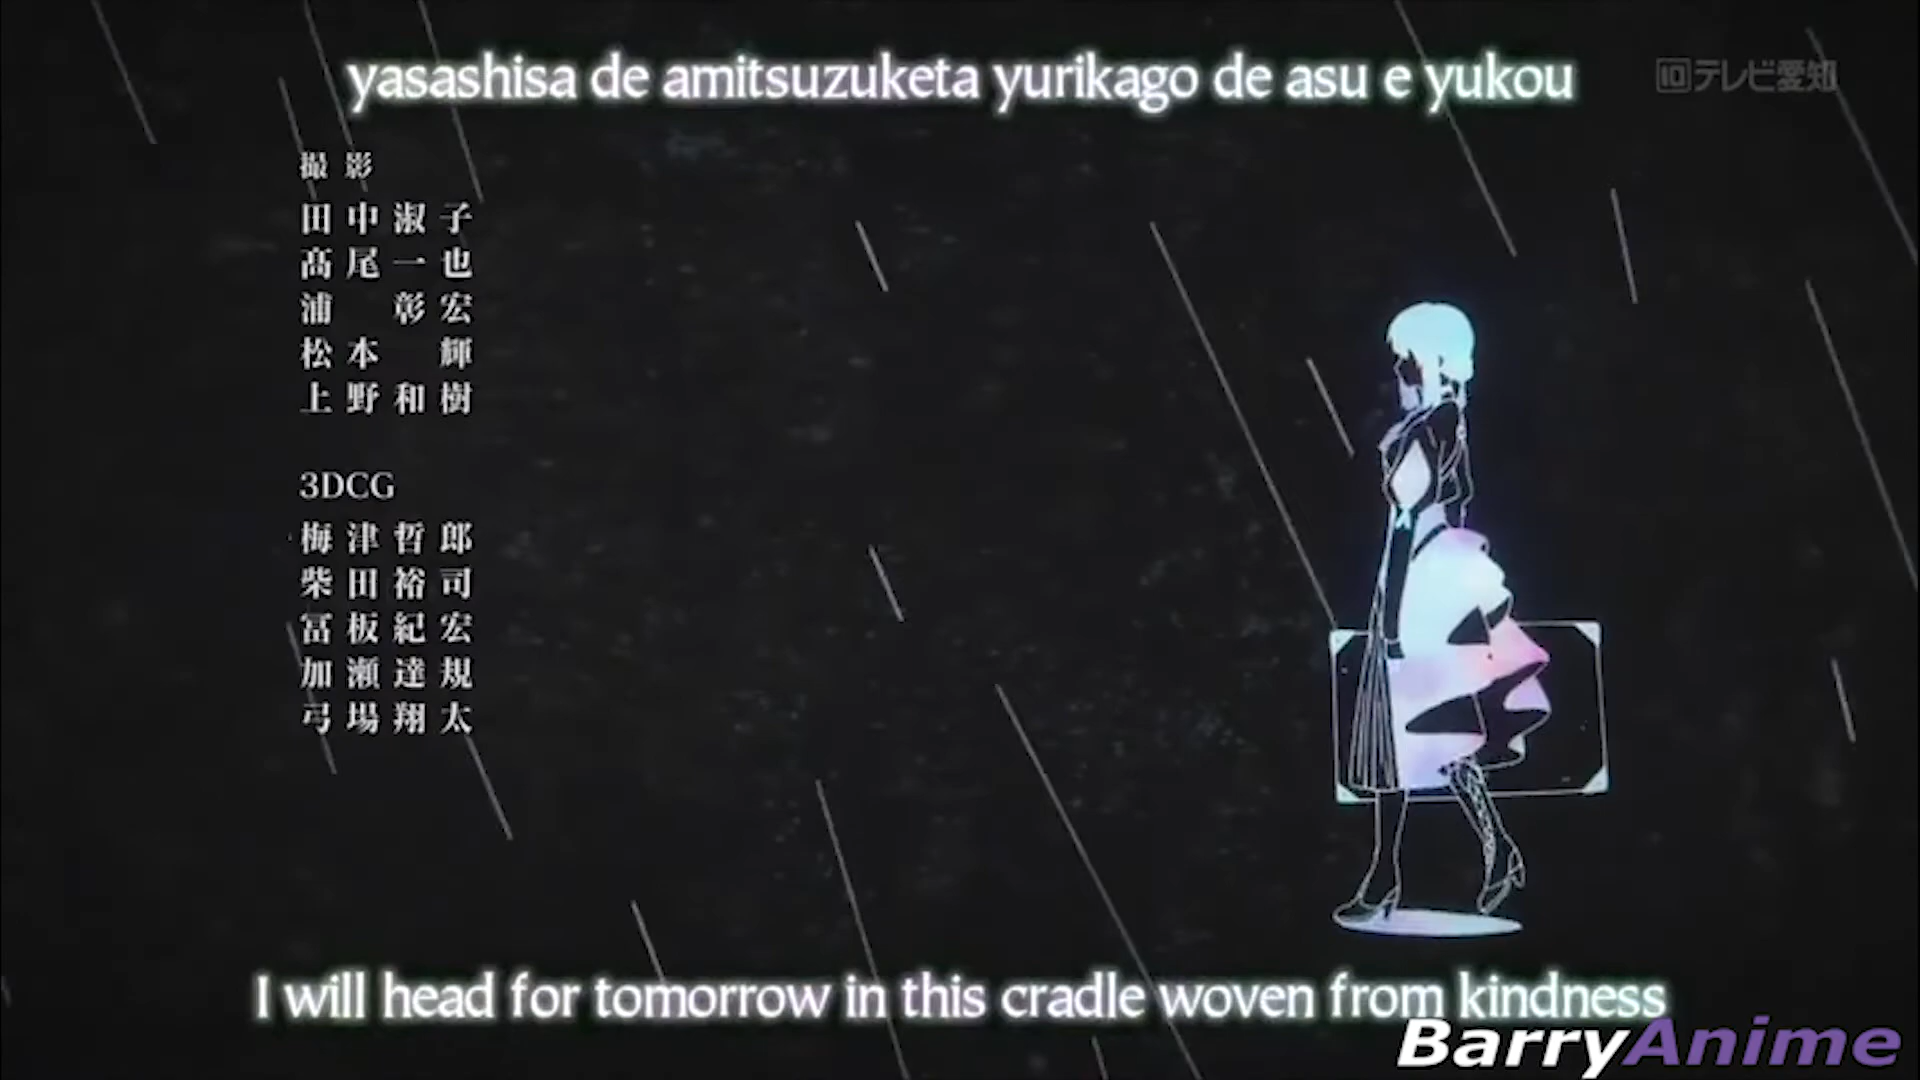 yasashisa de amitsuzuketa yurikago de asu e yukou
10テレビ愛知
撮影
田中淑子
髙尾一也
浦 彰宏
松本 輝
上野和樹
3DCG
梅津哲郎
柴田裕司
冨板紀宏
加瀬達規
弓場翔太
I will head for tomorrow in this cradle woven from kindness
BarryAnime